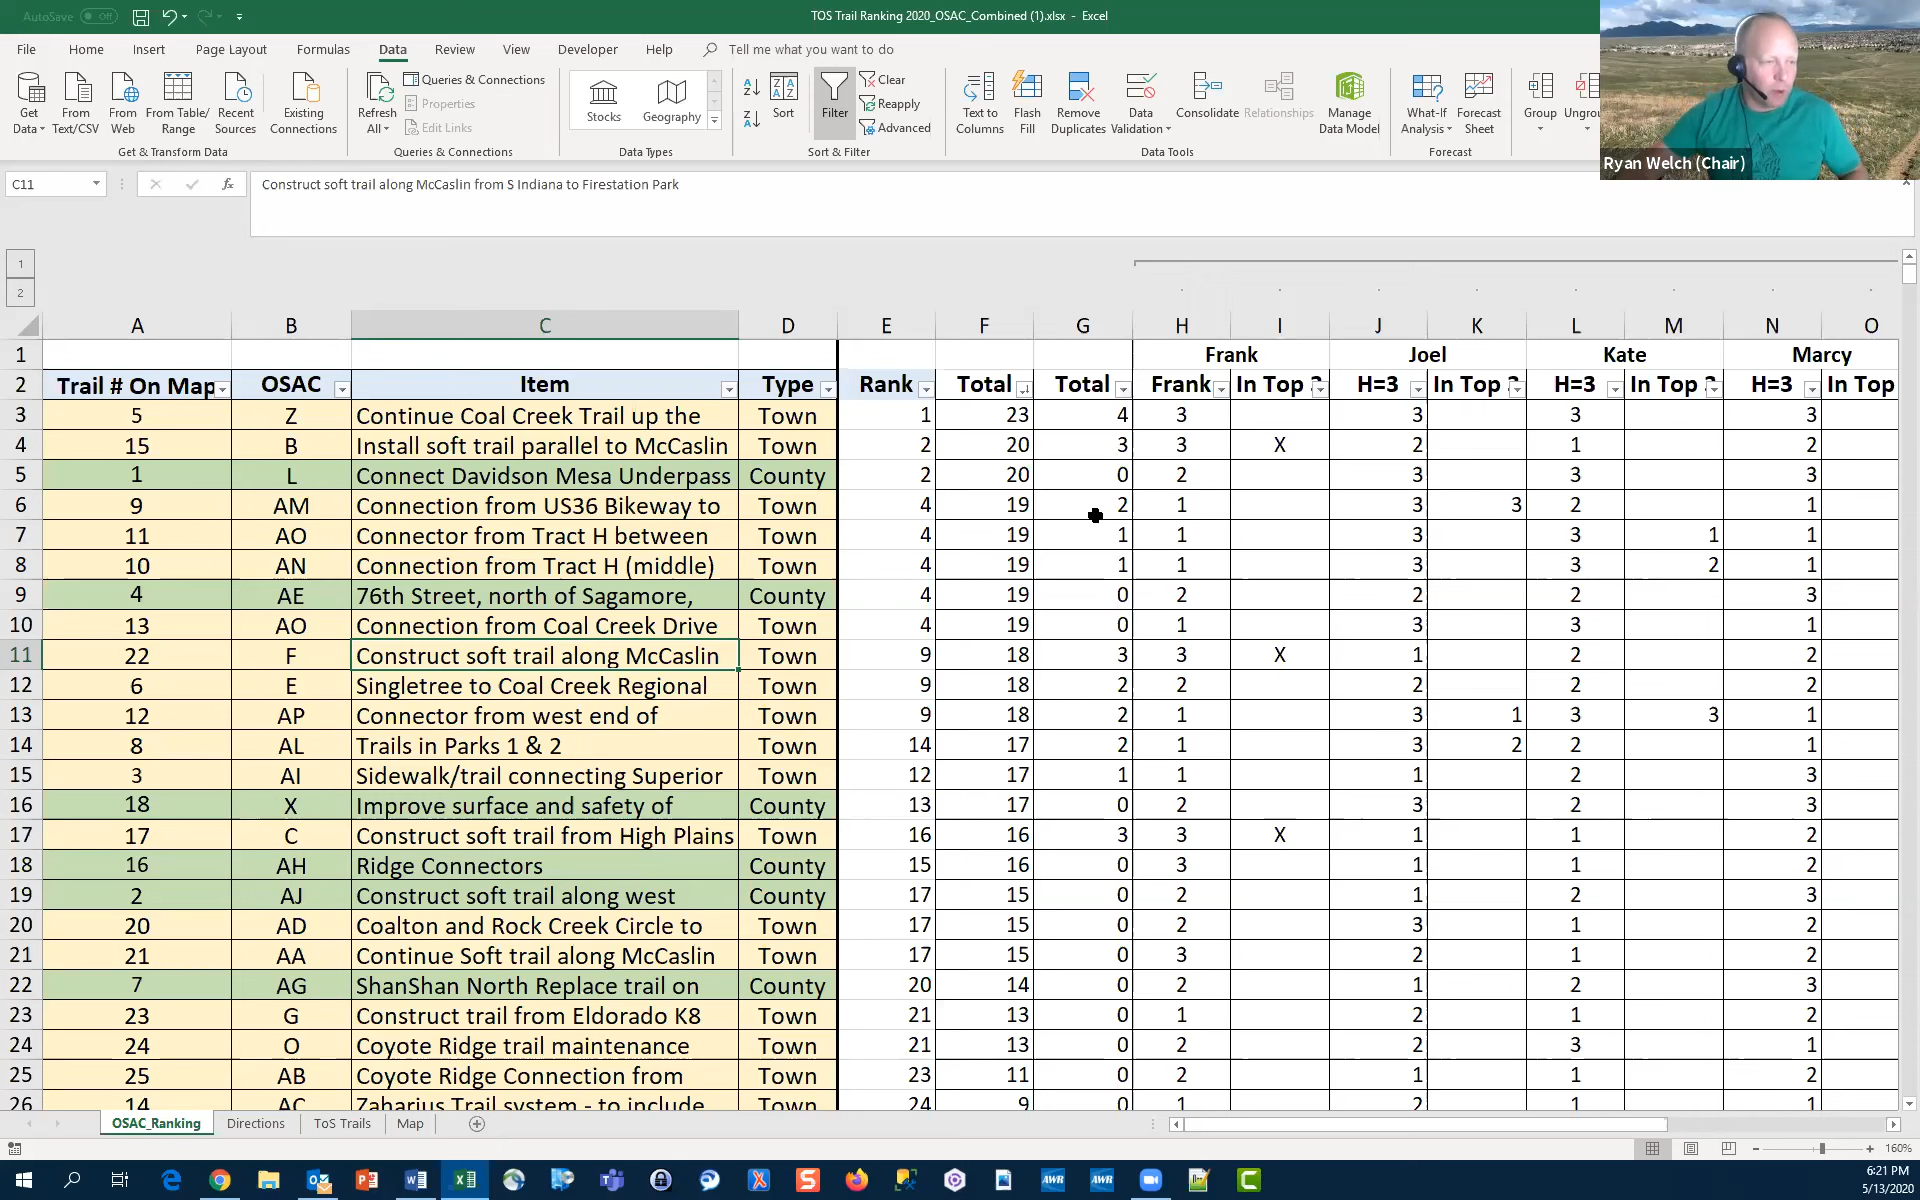 AutoSave Off TOS Trail Ranking 2020_OSAC_Combined (1).xlsx - Excel
File Home Insert Page Layout Formulas Data Review View Developer Help Tell me what you want to do
Get Data From Text/CSV From Web From Table/Range Recent Sources Existing Connections Refresh All Queries & Connections Properties Edit Links Stocks Geography Sort Filter Clear Reapply Advanced Text to Columns Flash Fill Remove Duplicates Data Validation Consolidate Relationships Manage Data Model What-If Analysis Forecast Sheet Group
Get & Transform Data Queries & Connections Data Types Sort & Filter Data Tools Forecast
Ryan Welch (Chair)
C11 fx Construct soft trail along McCaslin from S Indiana to Firestation Park
1
2
A B C D E F G H I J K L M N O
1 Frank Joel Kate Marcy
2 Trail # On Map OSAC Item Type Rank Total Total Frank In Top H=3 In Top H=3 In Top H=3 In Top
3 5 Z Continue Coal Creek Trail up the Town 1 23 4 3 3 3 3
4 15 B Install soft trail parallel to McCaslin Town 2 20 3 3 X 2 1 2
5 1 L Connect Davidson Mesa Underpass County 2 20 0 2 3 3 3
6 9 AM Connection from US36 Bikeway to Town 4 19 2 1 3 3 2 1
7 11 AO Connector from Tract H between Town 4 19 1 1 3 3 1 1
8 10 AN Connection from Tract H (middle) Town 4 19 1 1 3 3 2 1
9 4 AE 76th Street, north of Sagamore, County 4 19 0 2 2 2 3
10 13 AO Connection from Coal Creek Drive Town 4 19 0 1 3 3 1
11 22 F Construct soft trail along McCaslin Town 9 18 3 3 X 1 2 2
12 6 E Singletree to Coal Creek Regional Town 9 18 2 2 2 2 2
13 12 AP Connector from west end of Town 9 18 2 1 3 1 3 3 1
14 8 AL Trails in Parks 1 & 2 Town 14 17 2 1 3 2 2 1
15 3 AI Sidewalk/trail connecting Superior Town 12 17 1 1 1 2 3
16 18 X Improve surface and safety of County 13 17 0 2 3 2 3
17 17 C Construct soft trail from High Plains Town 16 16 3 3 X 1 1 2
18 16 AH Ridge Connectors County 15 16 0 3 1 1 2
19 2 AJ Construct soft trail along west County 17 15 0 2 1 2 3
20 20 AD Coalton and Rock Creek Circle to Town 17 15 0 2 3 1 2
21 21 AA Continue Soft trail along McCaslin Town 17 15 0 3 2 1 2
22 7 AG ShanShan North Replace trail on County 20 14 0 2 1 2 3
23 23 G Construct trail from Eldorado K8 Town 21 13 0 1 2 1 2
24 24 O Coyote Ridge trail maintenance Town 21 13 0 2 2 3 1
25 25 AB Coyote Ridge Connection from Town 23 11 0 2 1 1 2
26 14 AC Zaharius Trail system - to include Town 24 9 0 1 2 1 1
OSAC_Ranking Directions ToS Trails Map
160%
6:21 PM
5/13/2020